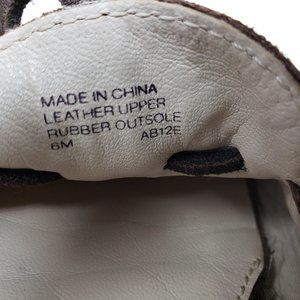 MADE IN CHINA
LEATHER UPPER
RUBBER OUTSOLE
6M AB12E